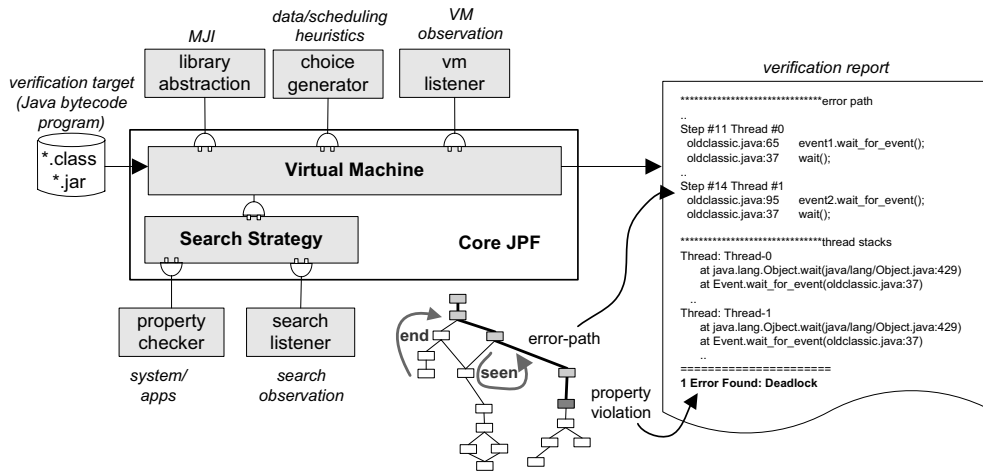 MJI
data/scheduling
heuristics
VM
observation
library
abstraction
choice
generator
vm
listener
verification target
(Java bytecode
program)
*.class
*.jar
Virtual Machine
Search Strategy
Core JPF
property
checker
search
listener
system/
apps
search
observation
end
seen
error-path
property
violation
verification report
*******************************error path
..
Step #11 Thread #0
oldclassic.java:65 event1.wait_for_event();
oldclassic.java:37 wait();
..
Step #14 Thread #1
oldclassic.java:95 event2.wait_for_event();
oldclassic.java:37 wait();
*******************************thread stacks
Thread: Thread-0
at java.lang.Object.wait(java/lang/Object.java:429)
at Event.wait_for_event(oldclassic.java:37)
..
Thread: Thread-1
at java.lang.Ojbect.wait(java/lang/Object.java:429)
at Event.wait_for_event(oldclassic.java:37)
..
=======================
1 Error Found: Deadlock